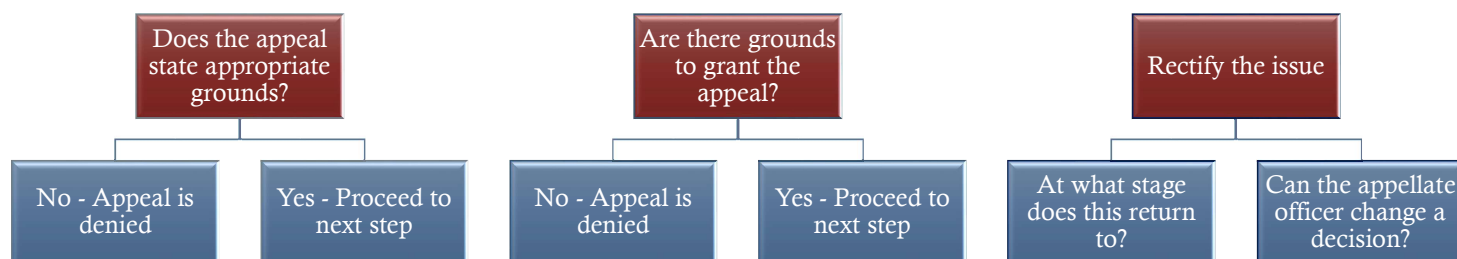 Does the appeal
state appropriate
grounds?
No - Appeal is
denied
Yes - Proceed to
next step
Are there grounds
to grant the
appeal?
No - Appeal is
denied
Yes - Proceed to
next step
Rectify the issue
At what stage
does this return
to?
Can the appellate
officer change a
decision?